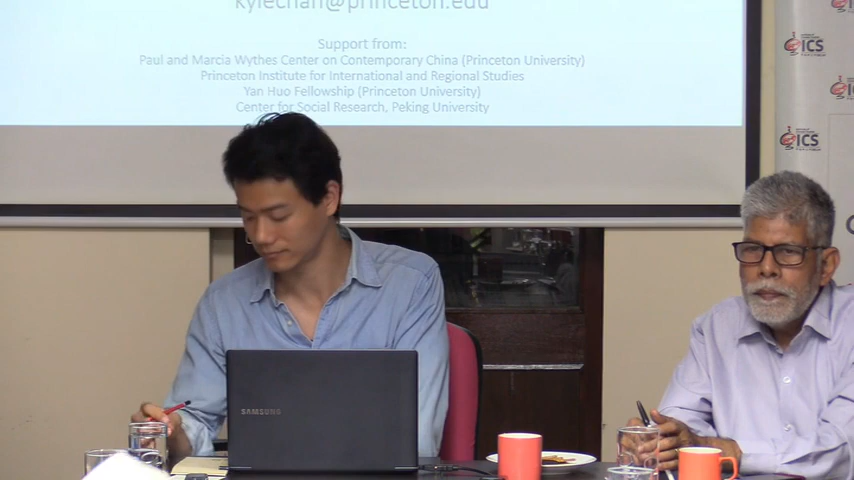 kylechan@princeton.edu
Support from:
Paul and Marcia Wythes Center on Contemporary China (Princeton University)
Princeton Institute for International and Regional Studies
Yan Huo Fellowship (Princeton University)
Center for Social Research, Peking University
ICS
ICS
SAMSUNG